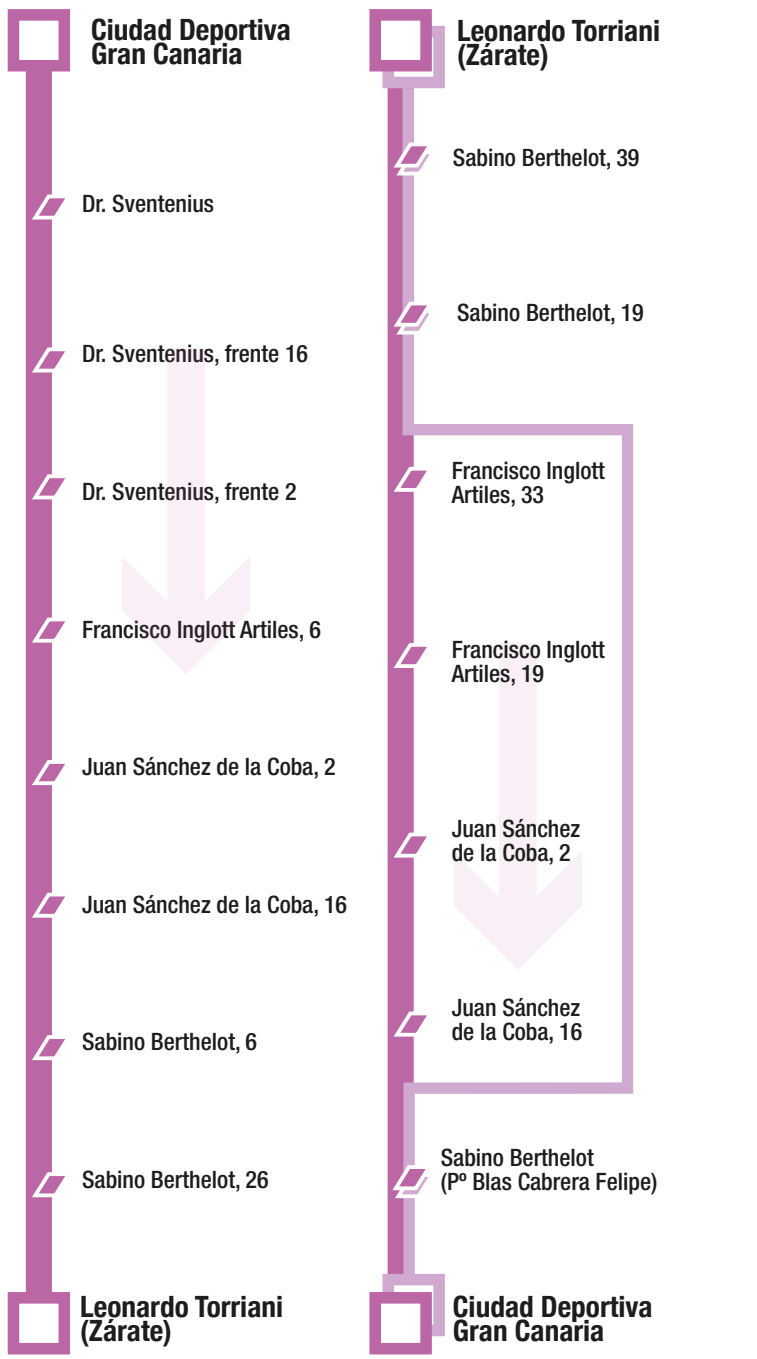 Ciudad Deportiva
Gran Canaria
Dr. Sventenius
Dr. Sventenius, frente 16
Dr. Sventenius, frente 2
Francisco Inglott Artiles, 6
Juan Sánchez de la Coba, 2
Juan Sánchez de la Coba, 16
Sabino Berthelot, 6
Sabino Berthelot, 26
Leonardo Torriani
(Zárate)
Leonardo Torriani
(Zárate)
Sabino Berthelot, 39
Sabino Berthelot, 19
Francisco Inglott
Artiles, 33
Francisco Inglott
Artiles, 19
Juan Sánchez
de la Coba, 2
Juan Sánchez
de la Coba, 16
Sabino Berthelot
(Pº Blas Cabrera Felipe)
Ciudad Deportiva
Gran Canaria